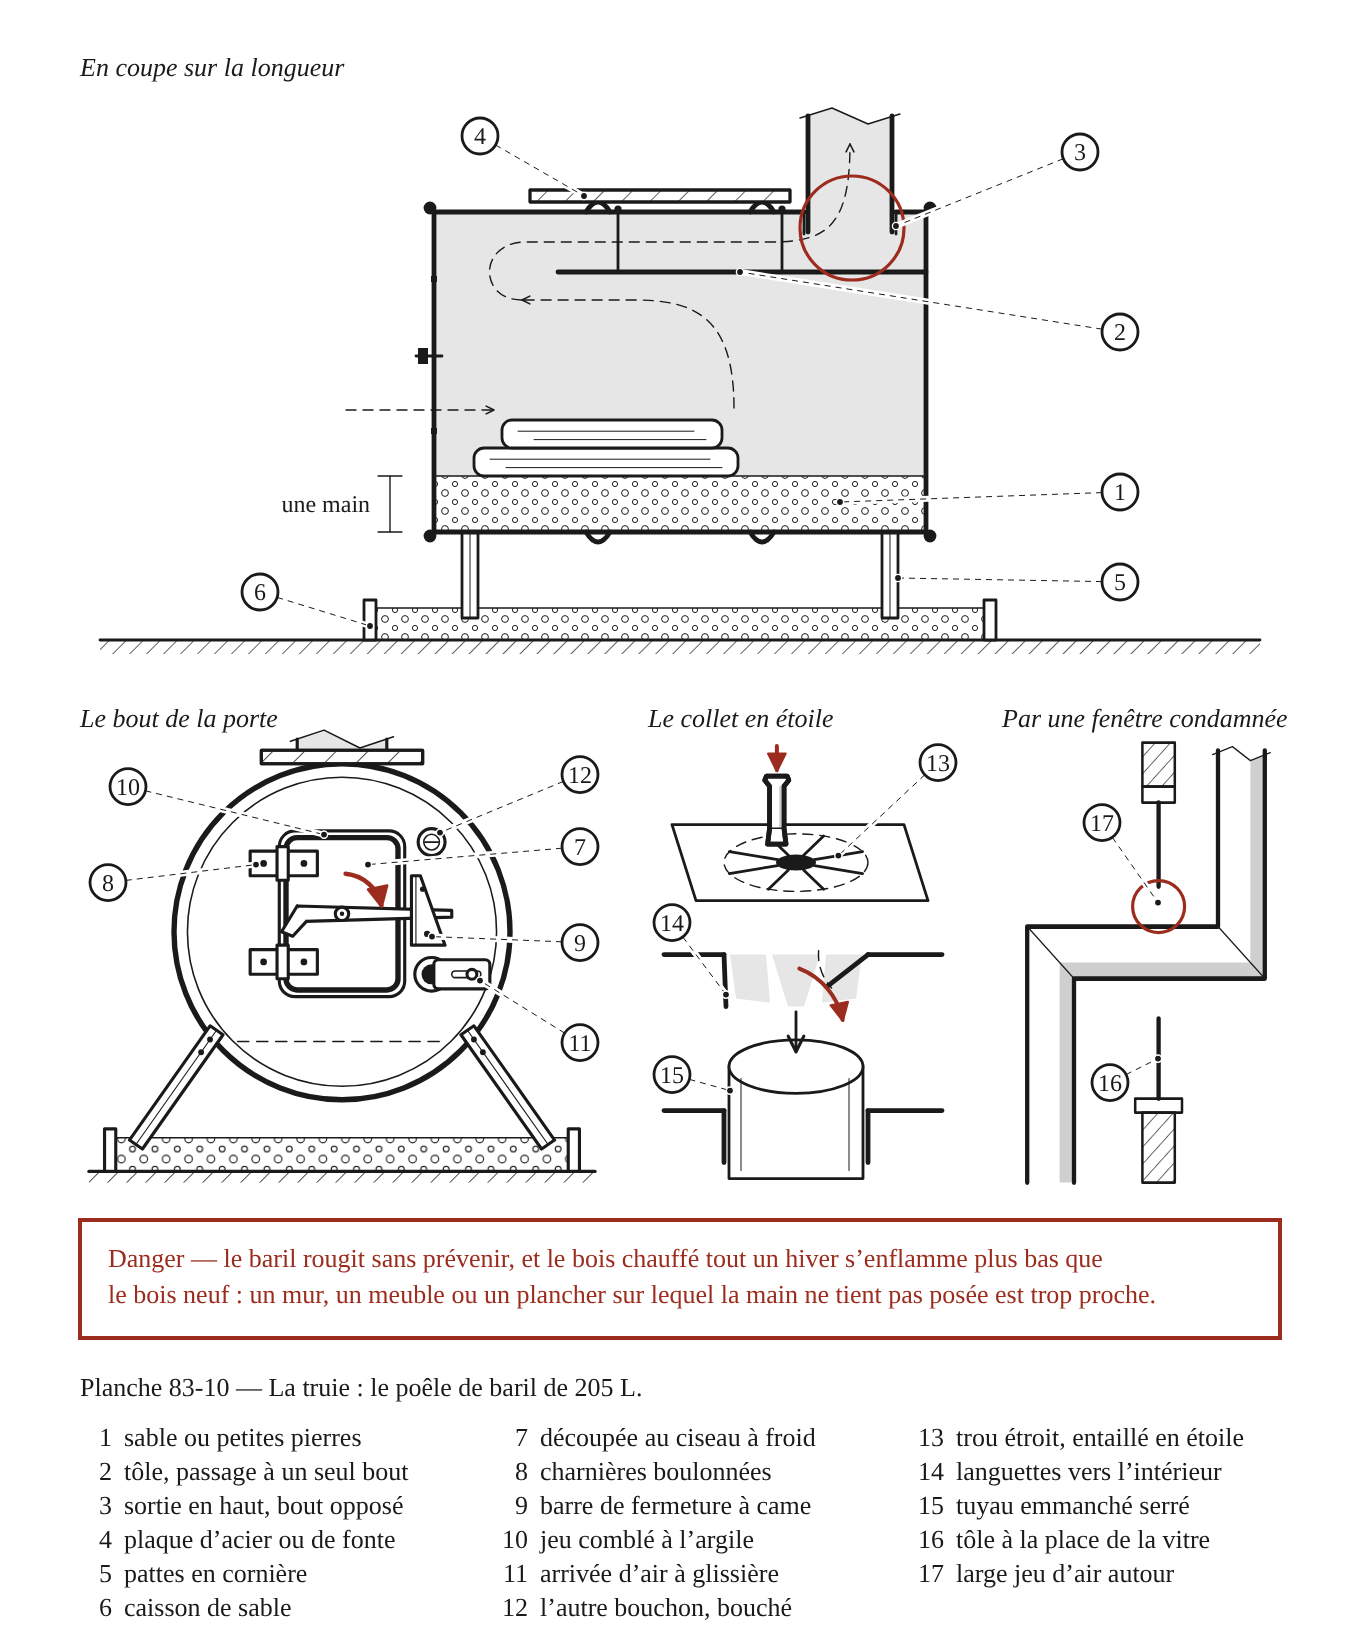 En coupe sur la longueur
4
3
2
une main
1
6
5
Le bout de la porte
Le collet en étoile
Par une fenêtre condamnée
10
12
13
17
7
8
14
9
11
15
16
Danger — le baril rougit sans prévenir, et le bois chauffé tout un hiver s’enflamme plus bas que
le bois neuf : un mur, un meuble ou un plancher sur lequel la main ne tient pas posée est trop proche.
Planche 83-10 — La truie : le poêle de baril de 205 L.
1 sable ou petites pierres
2 tôle, passage à un seul bout
3 sortie en haut, bout opposé
4 plaque d’acier ou de fonte
5 pattes en cornière
6 caisson de sable
7 découpée au ciseau à froid
8 charnières boulonnées
9 barre de fermeture à came
10 jeu comblé à l’argile
11 arrivée d’air à glissière
12 l’autre bouchon, bouché
13 trou étroit, entaillé en étoile
14 languettes vers l’intérieur
15 tuyau emmanché serré
16 tôle à la place de la vitre
17 large jeu d’air autour